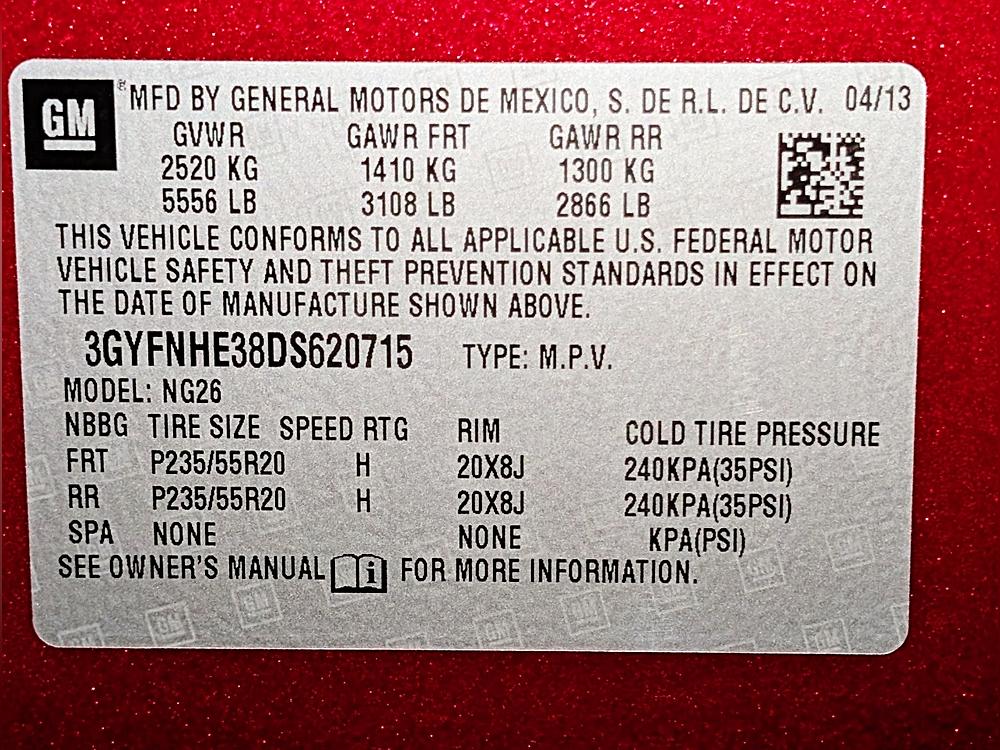 GM ® MFD BY GENERAL MOTORS DE MEXICO, S. DE R.L. DE C.V. 04/13
GVWR GAWR FRT GAWR RR
2520 KG 1410 KG 1300 KG
5556 LB 3108 LB 2866 LB
THIS VEHICLE CONFORMS TO ALL APPLICABLE U.S. FEDERAL MOTOR
VEHICLE SAFETY AND THEFT PREVENTION STANDARDS IN EFFECT ON
THE DATE OF MANUFACTURE SHOWN ABOVE.
3GYFNHE38DS620715 TYPE: M.P.V.
MODEL: NG26
NBBG TIRE SIZE SPEED RTG RIM COLD TIRE PRESSURE
FRT P235/55R20 H 20X8J 240KPA(35PSI)
RR P235/55R20 H 20X8J 240KPA(35PSI)
SPA NONE NONE KPA(PSI)
SEE OWNER'S MANUAL i FOR MORE INFORMATION.